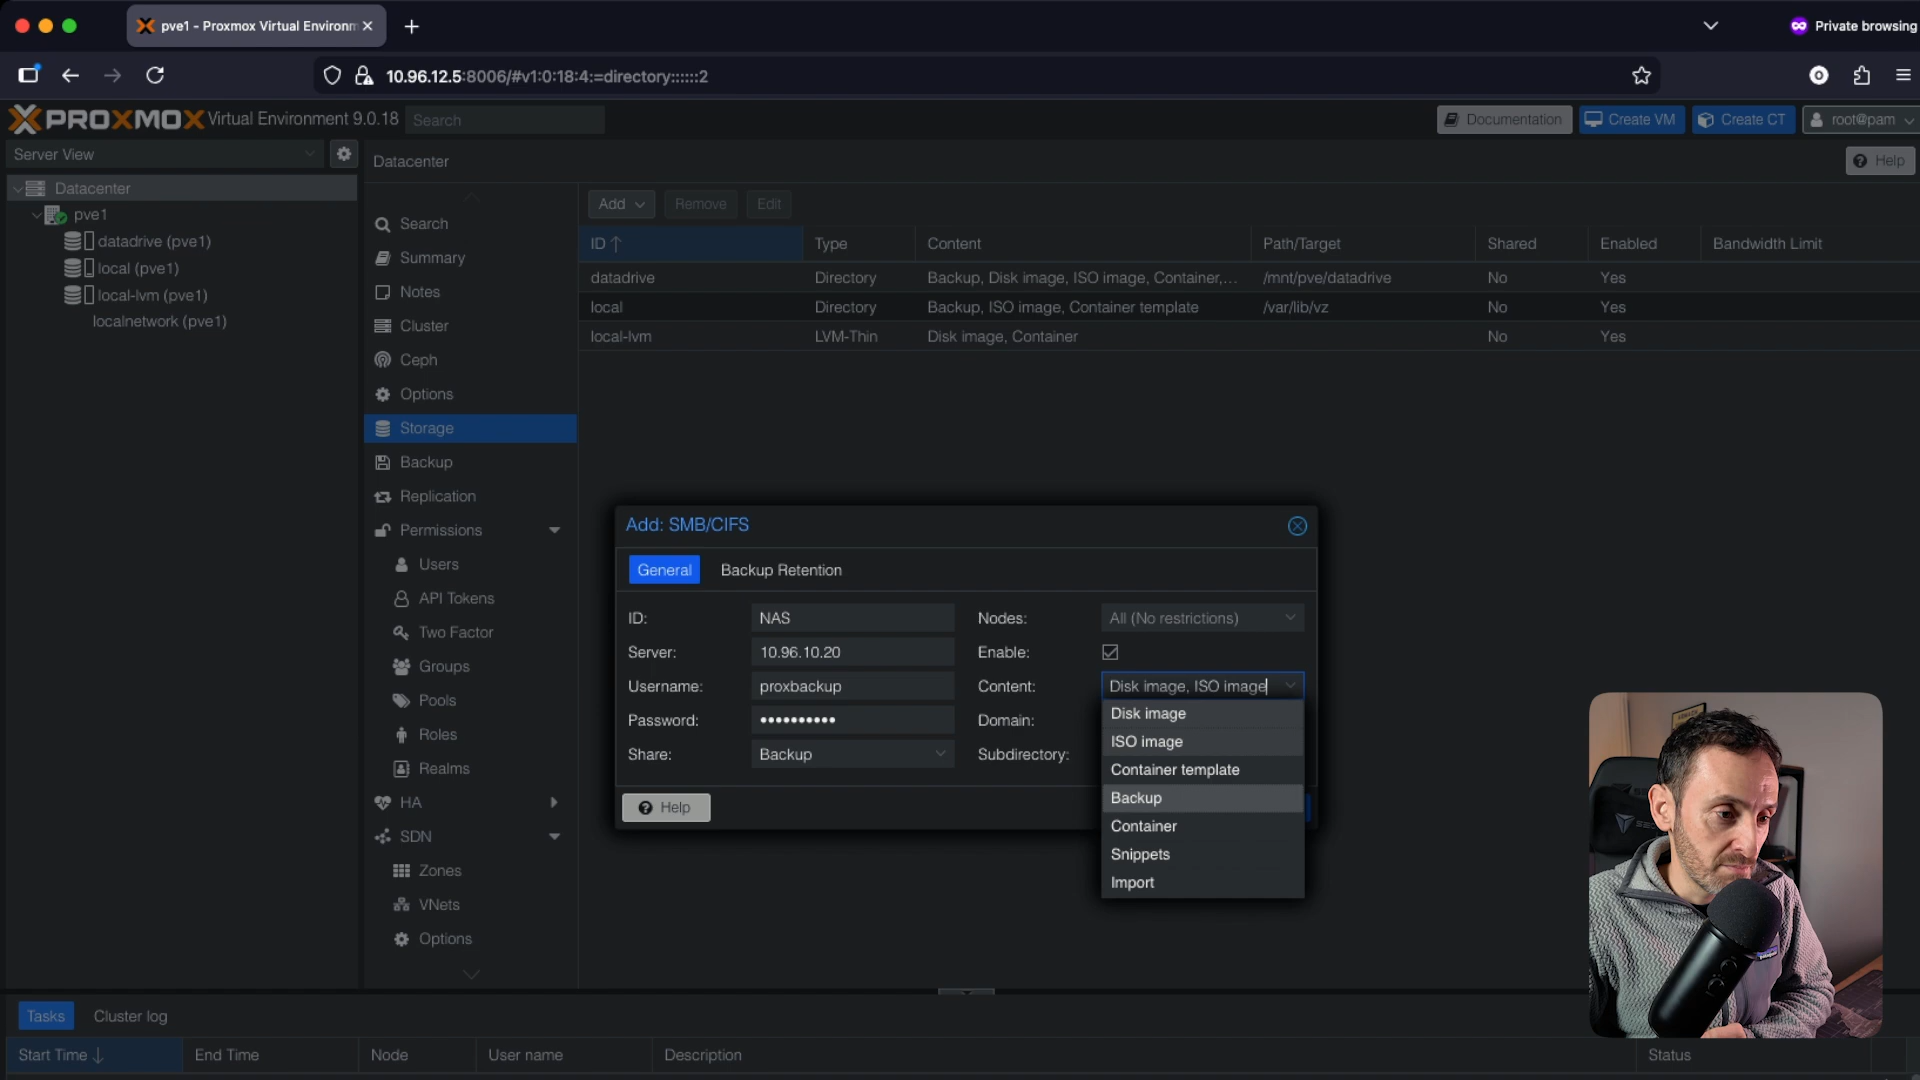 pve1 - Proxmox Virtual Environm
Private browsing
10.96.12.5:8006/#v1:0:18:4:=directory::::::2
PROXMOX Virtual Environment 9.0.18
Search
Documentation
Create VM
Create CT
root@pam
Server View
Datacenter
Help
Datacenter
pve1
datadrive (pve1)
local (pve1)
local-lvm (pve1)
localnetwork (pve1)
Search
Summary
Notes
Cluster
Ceph
Options
Storage
Backup
Replication
Permissions
Users
API Tokens
Two Factor
Groups
Pools
Roles
Realms
HA
SDN
Zones
VNets
Options
Add
Remove
Edit
ID
Type
Content
Path/Target
Shared
Enabled
Bandwidth Limit
datadrive Directory Backup, Disk image, ISO image, Container,... /mnt/pve/datadrive No Yes
local Directory Backup, ISO image, Container template /var/lib/vz No Yes
local-lvm LVM-Thin Disk image, Container No Yes
Add: SMB/CIFS
General
Backup Retention
ID: NAS
Server: 10.96.10.20
Username: proxbackup
Password: ••••••••••
Share: Backup
Nodes: All (No restrictions)
Enable:
Content: Disk image, ISO image
Domain:
Subdirectory:
Disk image
ISO image
Container template
Backup
Container
Snippets
Import
Help
Tasks
Cluster log
Start Time
End Time
Node
User name
Description
Status